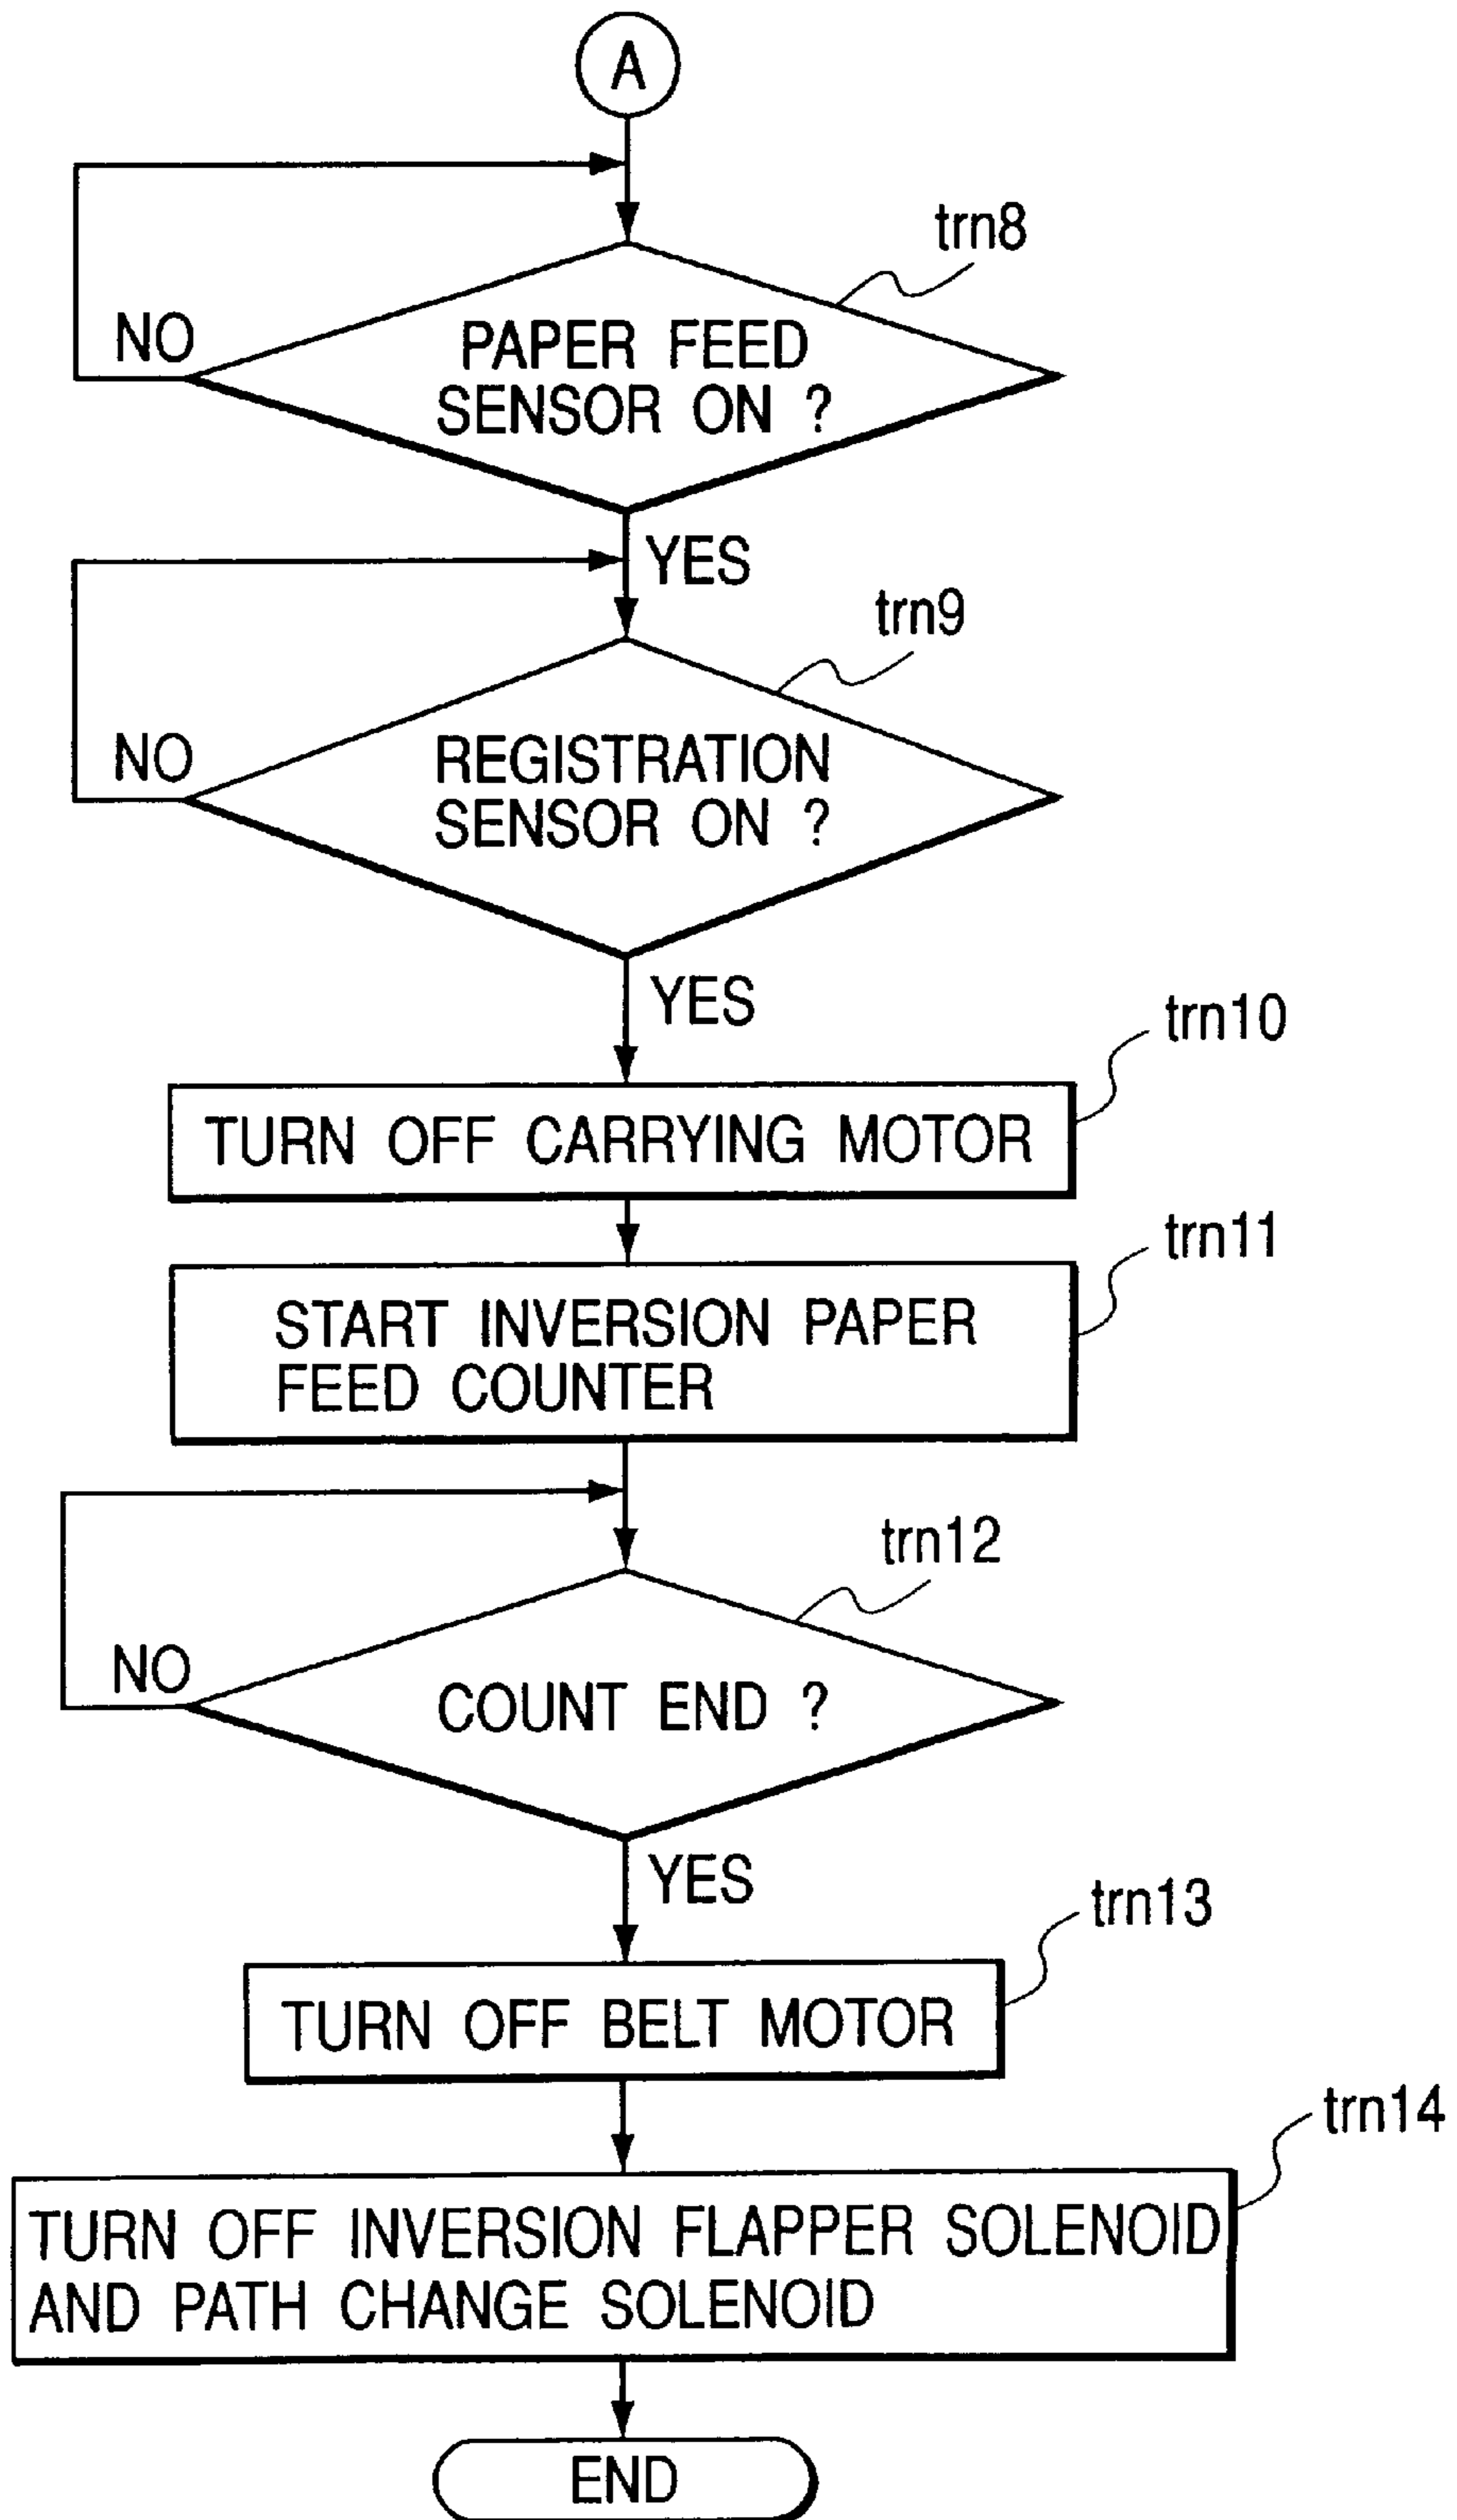 A
trn8
NO
PAPER FEED
SENSOR ON ?
YES
trn9
NO
REGISTRATION
SENSOR ON ?
YES
trn10
TURN OFF CARRYING MOTOR
trn11
START INVERSION PAPER
FEED COUNTER
trn12
NO
COUNT END ?
YES
trn13
TURN OFF BELT MOTOR
trn14
TURN OFF INVERSION FLAPPER SOLENOID
AND PATH CHANGE SOLENOID
END